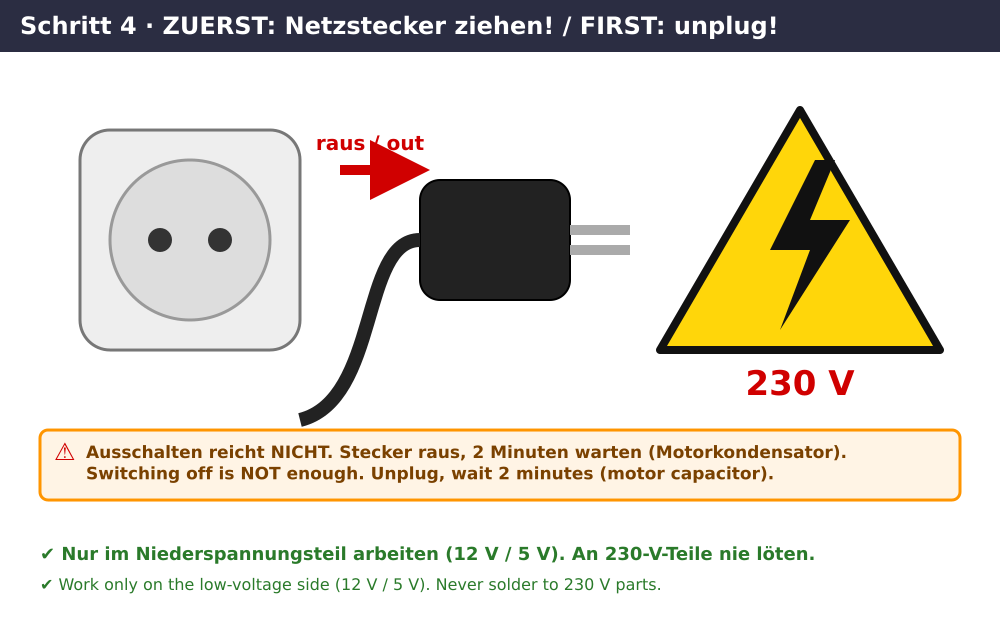 Schritt 4 · ZUERST: Netzstecker ziehen! / FIRST: unplug!
raus / out
230 V
⚠ Ausschalten reicht NICHT. Stecker raus, 2 Minuten warten (Motorkondensator).
Switching off is NOT enough. Unplug, wait 2 minutes (motor capacitor).
✔ Nur im Niederspannungsteil arbeiten (12 V / 5 V). An 230-V-Teile nie löten.
✔ Work only on the low-voltage side (12 V / 5 V). Never solder to 230 V parts.